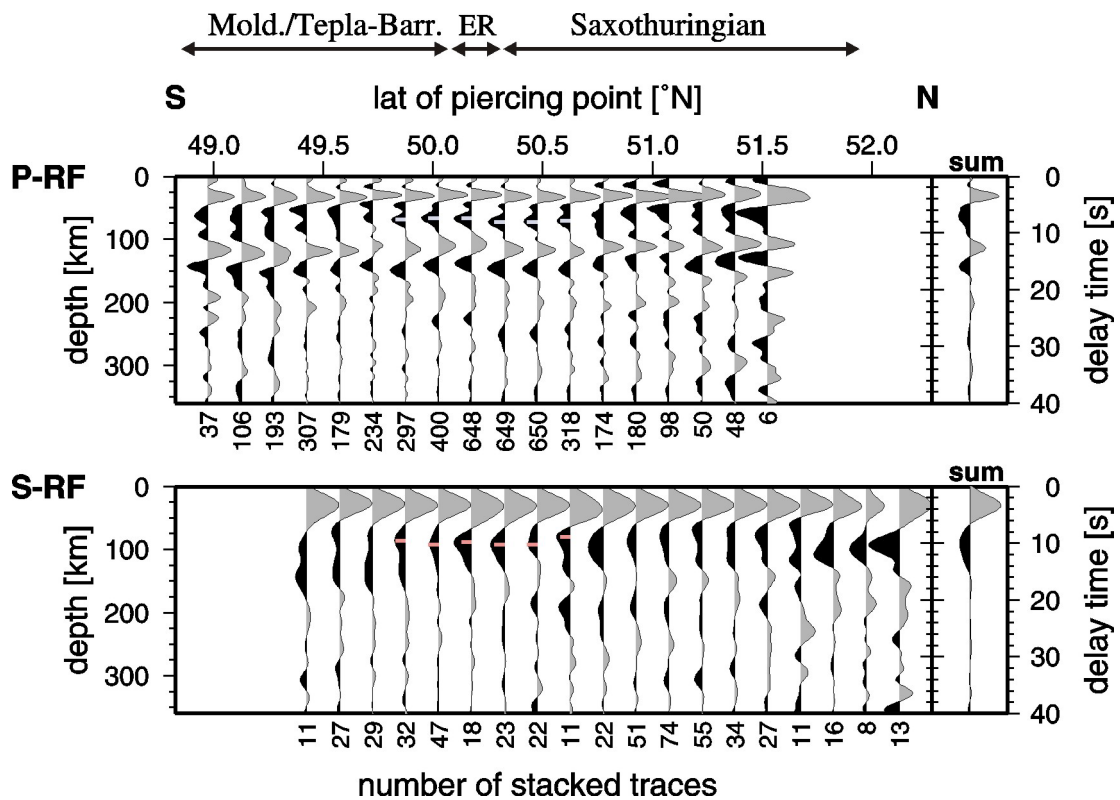 Mold./Tepla-Barr. ER Saxothuringian
S lat of piercing point [°N] N
49.0 49.5 50.0 50.5 51.0 51.5 52.0
P-RF sum
0 0
100 10
200 20
300 30
40
depth [km]
delay time [s]
37 106 193 307 179 234 297 400 648 649 650 318 174 180 98 50 48 6
S-RF sum
0 0
100 10
200 20
300 30
40
depth [km]
delay time [s]
11 27 29 32 47 18 23 22 11 22 51 74 55 34 27 11 16 8 13
number of stacked traces